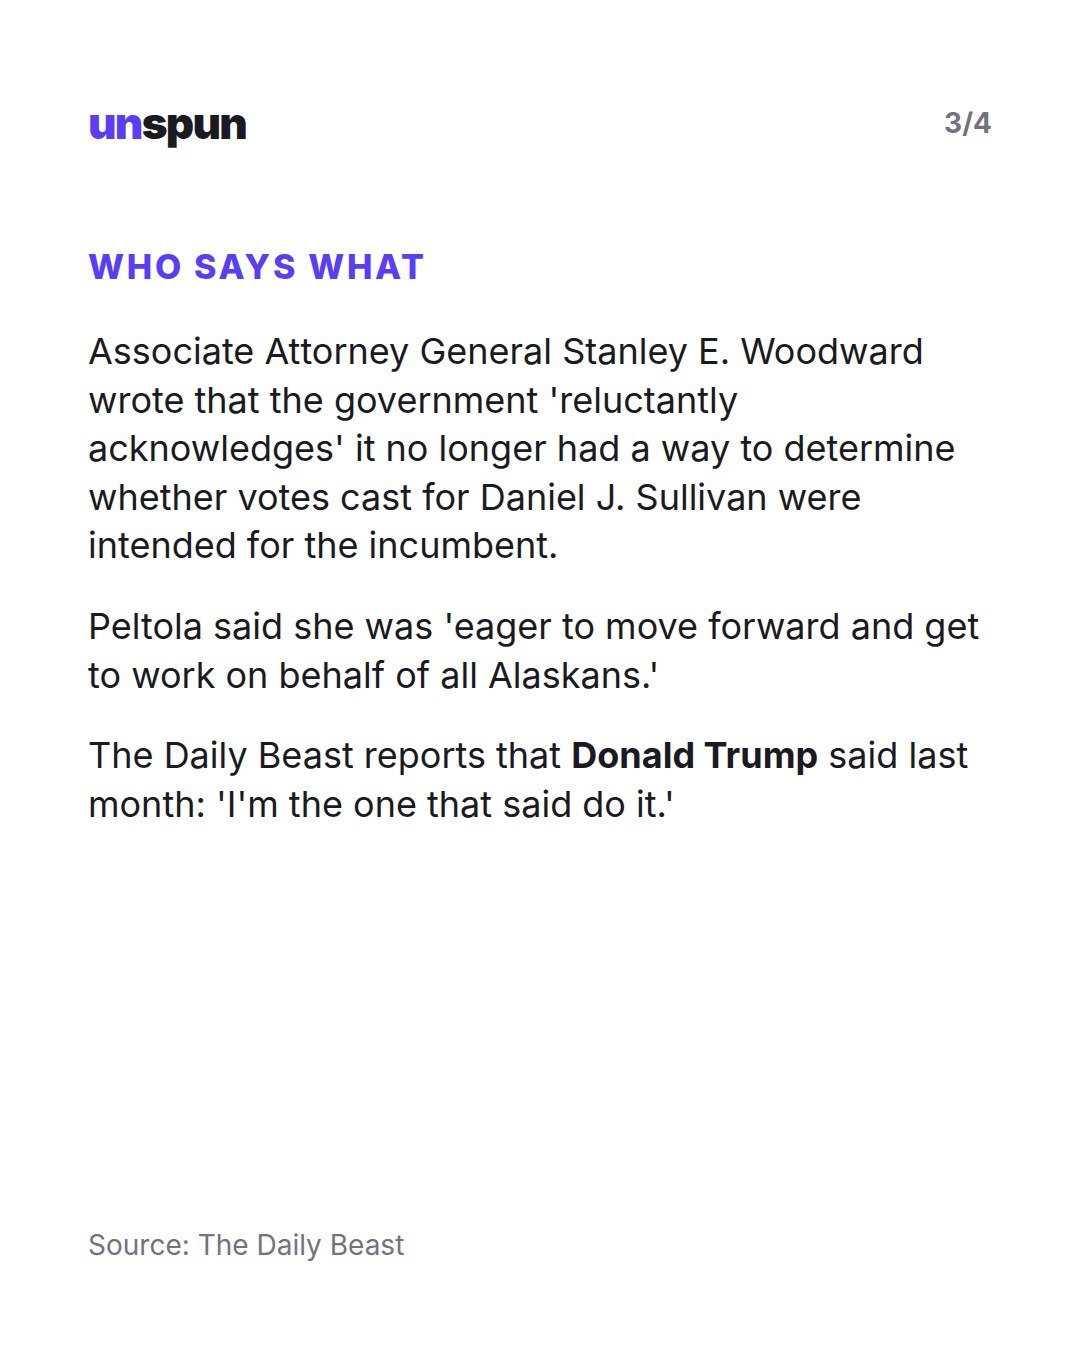 unspun
3/4
WHO SAYS WHAT
Associate Attorney General Stanley E. Woodward
wrote that the government 'reluctantly
acknowledges' it no longer had a way to determine
whether votes cast for Daniel J. Sullivan were
intended for the incumbent.
Peltola said she was 'eager to move forward and get
to work on behalf of all Alaskans.'
The Daily Beast reports that Donald Trump said last
month: 'I'm the one that said do it.'
Source: The Daily Beast